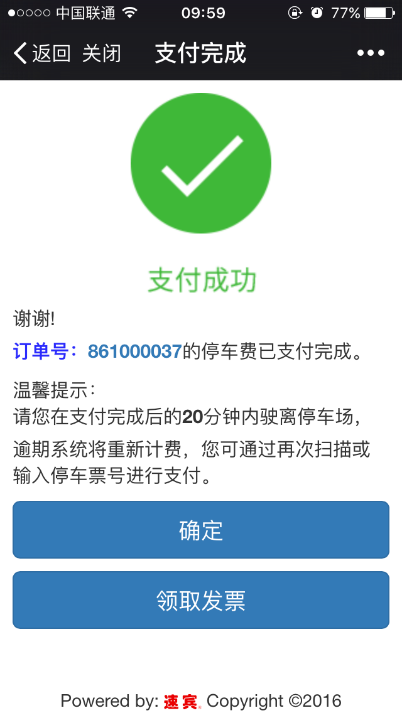 中国联通 09:59 77%
返回 关闭 支付完成
支付成功
谢谢!
订单号：861000037的停车费已支付完成。
温馨提示：
请您在支付完成后的20分钟内驶离停车场，
逾期系统将重新计费，您可通过再次扫描或
输入停车票号进行支付。
确定
领取发票
Powered by: 速宾 Copyright ©2016